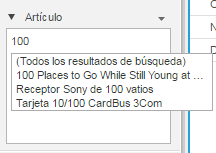 Artículo
100
(Todos los resultados de búsqueda)
100 Places to Go While Still Young at ...
Receptor Sony de 100 vatios
Tarjeta 10/100 CardBus 3Com